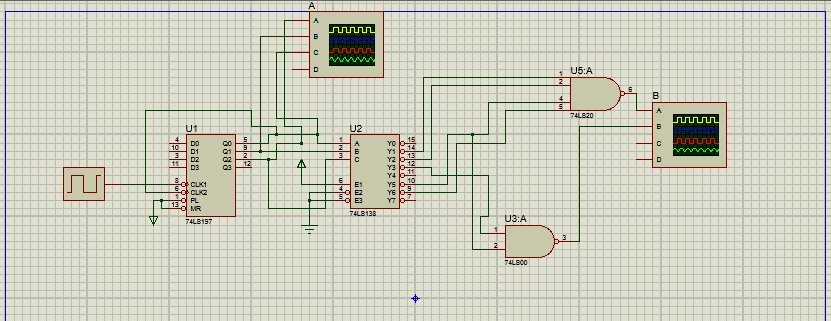 A
A
B
C
D
U1
4 D0 Q0 5
10 D1 Q1 9
3 D2 Q2 2
11 D3 Q3 12
8 CLK1
6 CLK2
1 PL
13 MR
74LS197
U2
1 A Y0 15
2 B Y1 14
3 C Y2 13
Y3 12
Y4 11
6 E1 Y5 10
4 E2 Y6 9
5 E3 Y7 7
74LS138
U5:A
1
2
4
5
6
74LS20
B
A
B
C
D
U3:A
1
2
3
74LS00